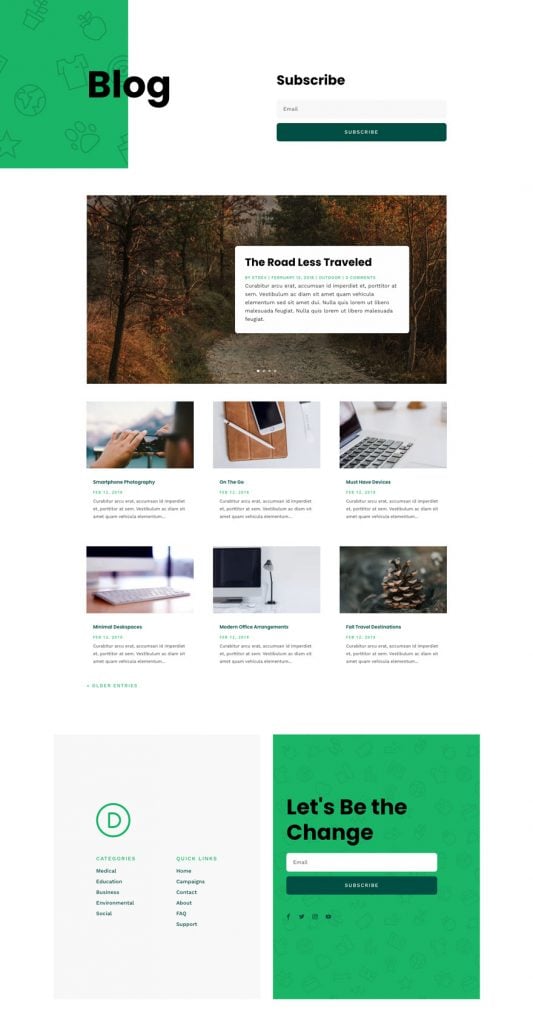 Blog
Subscribe
Email
SUBSCRIBE
The Road Less Traveled
FEBRUARY 12, 2019 | OUTDOOR | 0 COMMENTS
Curabitur arcu erat, accumsan id imperdiet et, porttitor at
sem. Vestibulum ac diam sit amet quam vehicula
elementum sed sit amet dui. Nulla quis lorem ut libero
malesuada feugiat. Nulla quis lorem ut libero malesuada
feugiat.
Smartphone Photography
FEB 12, 2019
Curabitur arcu erat, accumsan id imperdiet
et, porttitor at sem. Vestibulum ac diam sit
amet quam vehicula elementum...
On The Go
FEB 12, 2019
Curabitur arcu erat, accumsan id imperdiet
et, porttitor at sem. Vestibulum ac diam sit
amet quam vehicula elementum...
Must Have Devices
FEB 12, 2019
Curabitur arcu erat, accumsan id imperdiet
et, porttitor at sem. Vestibulum ac diam sit
amet quam vehicula elementum...
Minimal Deskspaces
FEB 12, 2019
Curabitur arcu erat, accumsan id imperdiet
et, porttitor at sem. Vestibulum ac diam sit
amet quam vehicula elementum...
Modern Office Arrangements
FEB 12, 2019
Curabitur arcu erat, accumsan id imperdiet
et, porttitor at sem. Vestibulum ac diam sit
amet quam vehicula elementum...
Fall Travel Destinations
FEB 12, 2019
Curabitur arcu erat, accumsan id imperdiet
et, porttitor at sem. Vestibulum ac diam sit
amet quam vehicula elementum...
« OLDER ENTRIES
D
CATEGORIES
Medical
Education
Business
Environmental
Social
QUICK LINKS
Home
Campaigns
Contact
About
FAQ
Support
Let's Be the
Change
Email
SUBSCRIBE